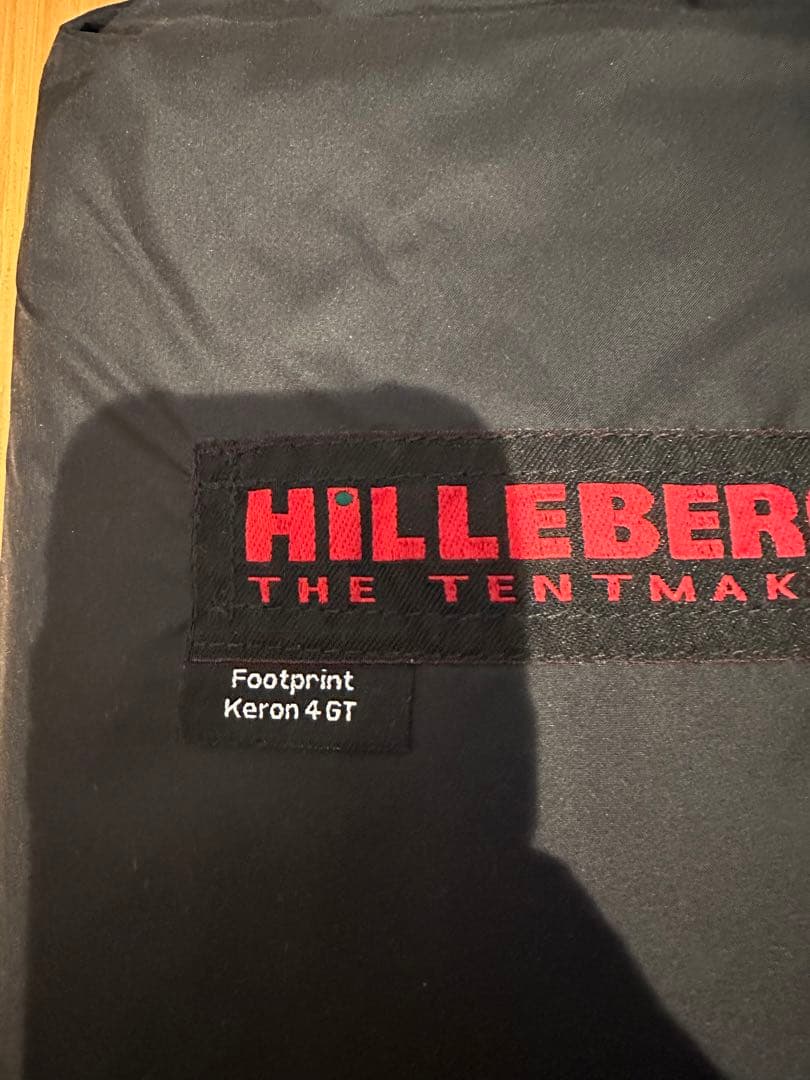 HiLLEBER
THE TENTMAK
Footprint
Keron 4 GT